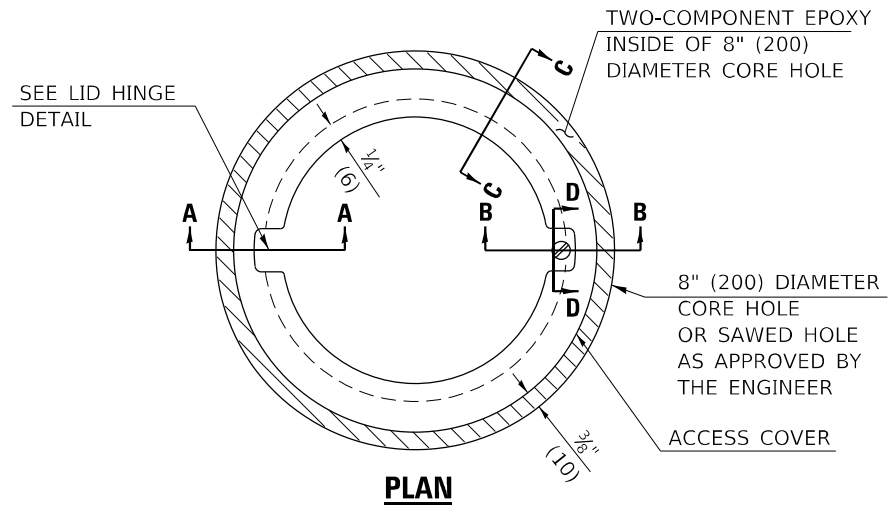 TWO-COMPONENT EPOXY
INSIDE OF 8" (200)
DIAMETER CORE HOLE
SEE LID HINGE
DETAIL
C
C
1/4"
(6)
A
A
B
B
D
D
8" (200) DIAMETER
CORE HOLE
OR SAWED HOLE
AS APPROVED BY
THE ENGINEER
3/8"
(10)
ACCESS COVER
PLAN